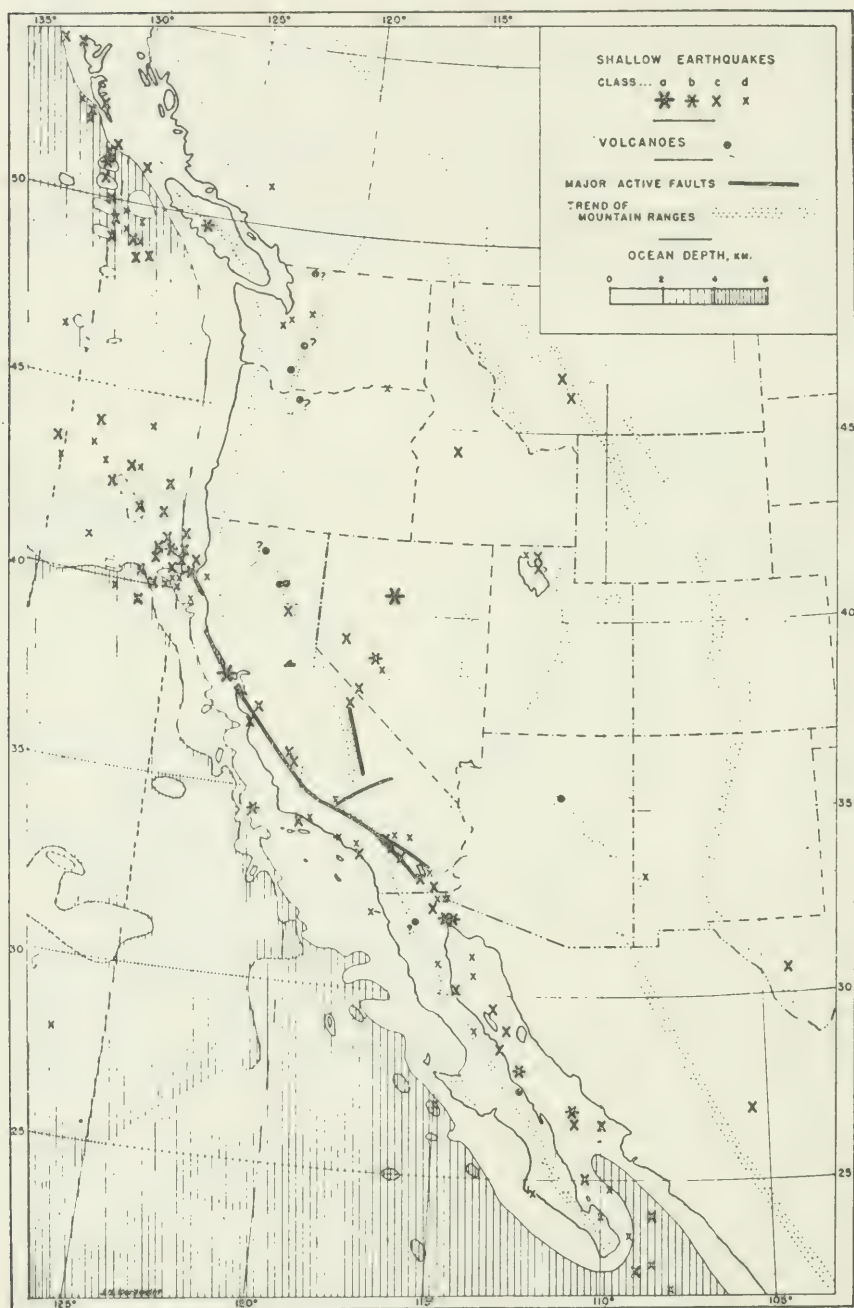 135° 130° 125° 120° 115°
SHALLOW EARTHQUAKES
CLASS... a b c d
VOLCANOES
MAJOR ACTIVE FAULTS
TREND OF
MOUNTAIN RANGES
OCEAN DEPTH, KM.
0 2 4 6
50
?
?
45
?
45
?
40
40
35
35
30
30
25
25
125° 120° 115° 110° 105°